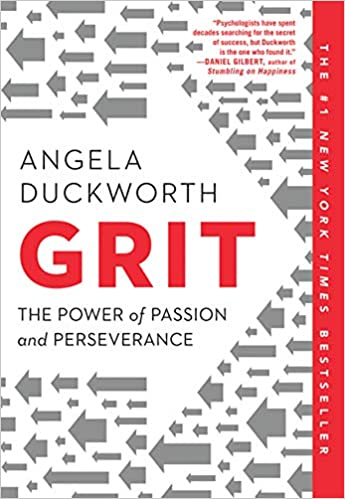 "Psychologists have spent
decades searching for the secret
of success, but Duckworth
is the one who found it."
—DANIEL GILBERT, author of
Stumbling on Happiness
THE #1 NEW YORK TIMES BESTSELLER
ANGELA
DUCKWORTH
GRIT
THE POWER of PASSION
and PERSEVERANCE